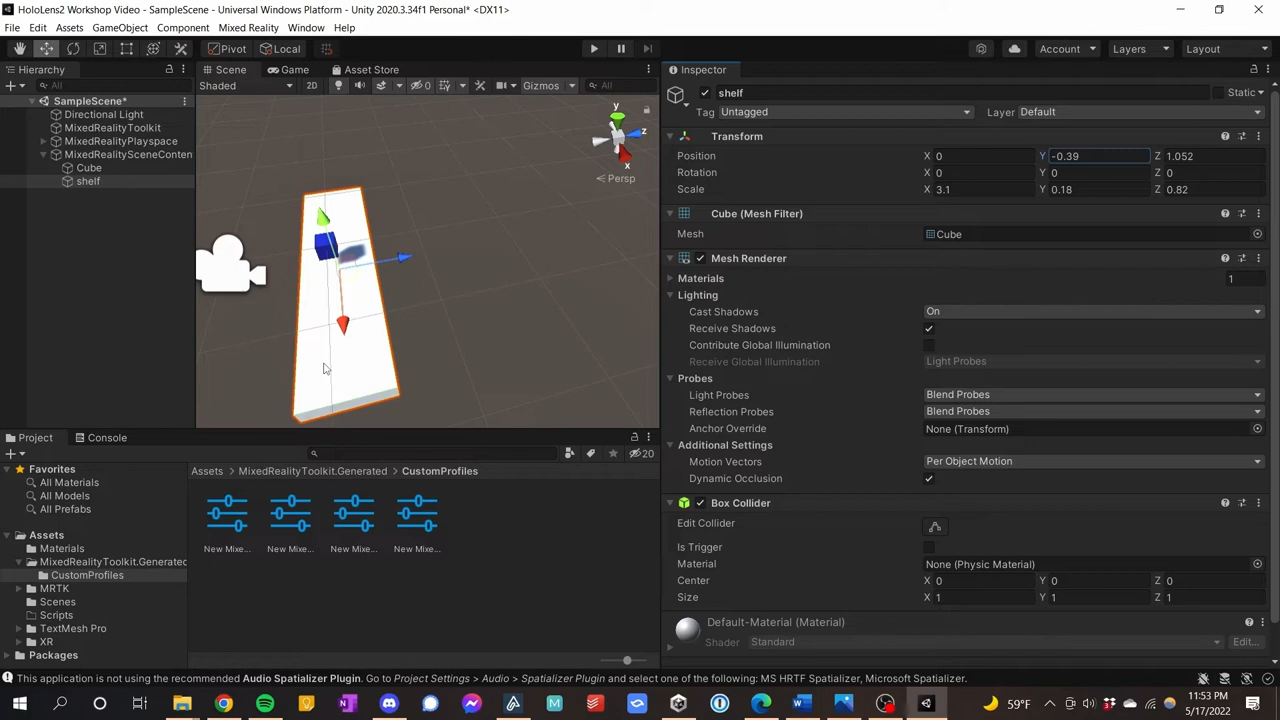 HoloLens2 Workshop Video - SampleScene - Universal Windows Platform - Unity 2020.3.34f1 Personal* <DX11>
File Edit Assets GameObject Component Mixed Reality Window Help
Pivot Local Account Layers Layout
Hierarchy
All
SampleScene*
Directional Light
MixedRealityToolkit
MixedRealityPlayspace
MixedRealitySceneConten
Cube
shelf
Scene Game Asset Store
Shaded 2D 0 Gizmos All
y
z
x
Persp
Inspector
shelf Static
Tag Untagged Layer Default
Transform
Position X 0 Y -0.39 Z 1.052
Rotation X 0 Y 0 Z 0
Scale X 3.1 Y 0.18 Z 0.82
Cube (Mesh Filter)
Mesh Cube
Mesh Renderer
Materials 1
Lighting
Cast Shadows On
Receive Shadows
Contribute Global Illumination
Receive Global Illumination Light Probes
Probes
Light Probes Blend Probes
Reflection Probes Blend Probes
Anchor Override None (Transform)
Additional Settings
Motion Vectors Per Object Motion
Dynamic Occlusion
Box Collider
Edit Collider
Is Trigger
Material None (Physic Material)
Center X 0 Y 0 Z 0
Size X 1 Y 1 Z 1
Default-Material (Material)
Shader Standard Edit...
Project Console
20
Favorites
All Materials
All Models
All Prefabs
Assets
Materials
MixedRealityToolkit.Generated
CustomProfiles
MRTK
Scenes
Scripts
TextMesh Pro
XR
Packages
Assets MixedRealityToolkit.Generated CustomProfiles
New Mixe... New Mixe... New Mixe... New Mixe...
This application is not using the recommended Audio Spatializer Plugin. Go to Project Settings > Audio > Spatializer Plugin and select one of the following: MS HRTF Spatializer, Microsoft Spatializer.
59°F
11:53 PM
5/17/2022